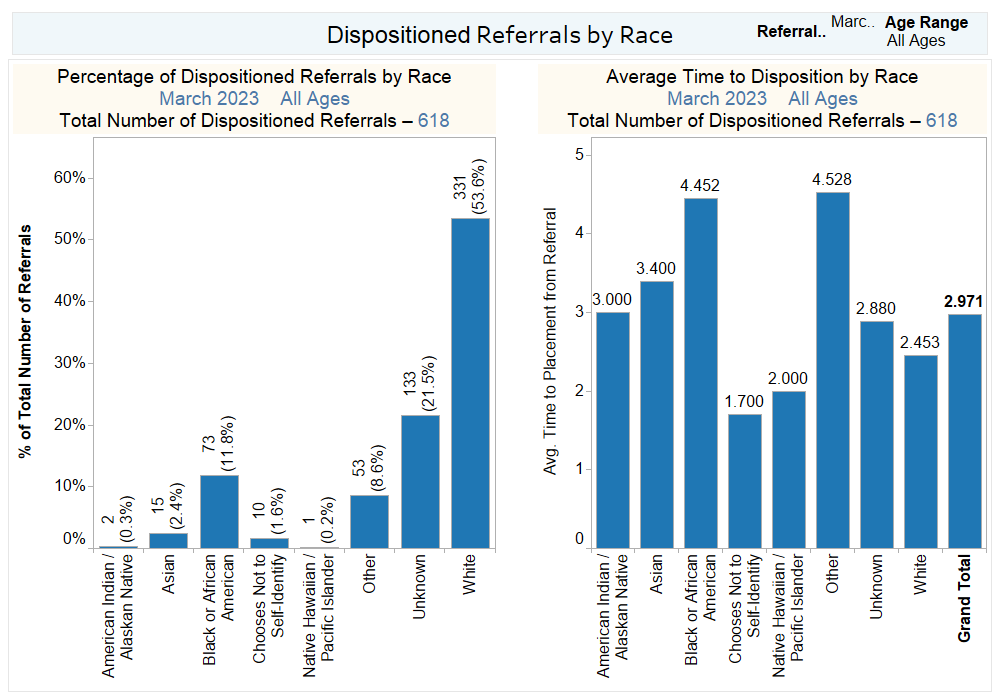 Dispositioned Referrals by Race
Referral..
Marc..
Age Range
All Ages
Percentage of Dispositioned Referrals by Race
March 2023 All Ages
Total Number of Dispositioned Referrals – 618
% of Total Number of Referrals
60%
50%
40%
30%
20%
10%
0%
2
(0.3%)
15
(2.4%)
73
(11.8%)
10
(1.6%)
1
(0.2%)
53
(8.6%)
133
(21.5%)
331
(53.6%)
American Indian /
Alaskan Native
Asian
Black or African
American
Chooses Not to
Self-Identify
Native Hawaiian /
Pacific Islander
Other
Unknown
White
Average Time to Disposition by Race
March 2023 All Ages
Total Number of Dispositioned Referrals – 618
Avg. Time to Placement from Referral
5
4
3
2
1
0
3.000
3.400
4.452
1.700
2.000
4.528
2.880
2.453
2.971
American Indian /
Alaskan Native
Asian
Black or African
American
Chooses Not to
Self-Identify
Native Hawaiian /
Pacific Islander
Other
Unknown
White
Grand Total